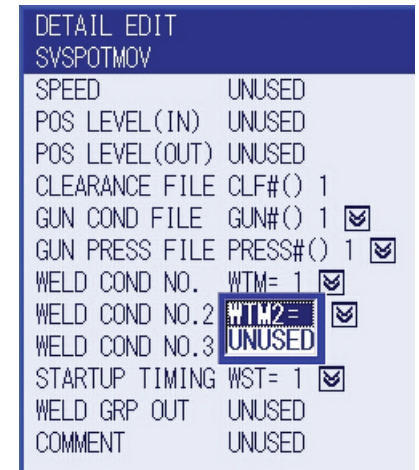 DETAIL EDIT
SVSPOTMOV
SPEED UNUSED
POS LEVEL(IN) UNUSED
POS LEVEL(OUT) UNUSED
CLEARANCE FILE CLF#() 1
GUN COND FILE GUN#() 1
GUN PRESS FILE PRESS#() 1
WELD COND NO. WTM= 1
WELD COND NO.2 WTM2=
WELD COND NO.3 UNUSED
STARTUP TIMING WST= 1
WELD GRP OUT UNUSED
COMMENT UNUSED